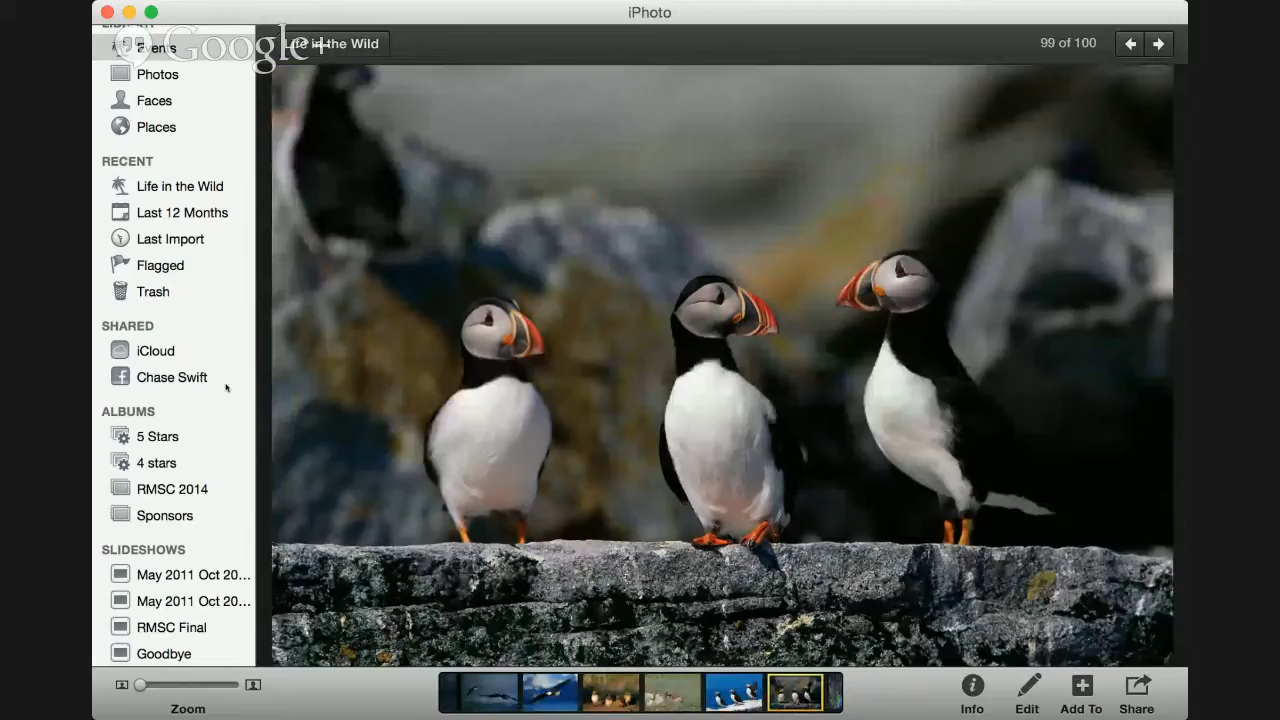 iPhoto
LIBRARY
Events
Google+
Life in the Wild
99 of 100
Photos
Faces
Places
RECENT
Life in the Wild
Last 12 Months
Last Import
Flagged
Trash
SHARED
iCloud
Chase Swift
ALBUMS
5 Stars
4 stars
RMSC 2014
Sponsors
SLIDESHOWS
May 2011 Oct 20...
May 2011 Oct 20...
RMSC Final
Goodbye
Zoom
Info
Edit
Add To
Share